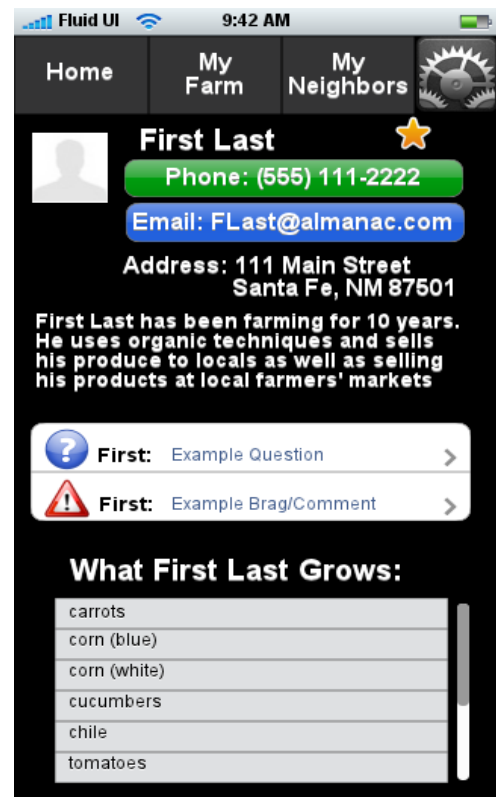 Fluid UI 9:42 AM
Home My Farm My Neighbors
First Last
Phone: (555) 111-2222
Email: FLast@almanac.com
Address: 111 Main Street
Santa Fe, NM 87501
First Last has been farming for 10 years.
He uses organic techniques and sells
his produce to locals as well as selling
his products at local farmers' markets
First: Example Question
First: Example Brag/Comment
What First Last Grows:
carrots
corn (blue)
corn (white)
cucumbers
chile
tomatoes